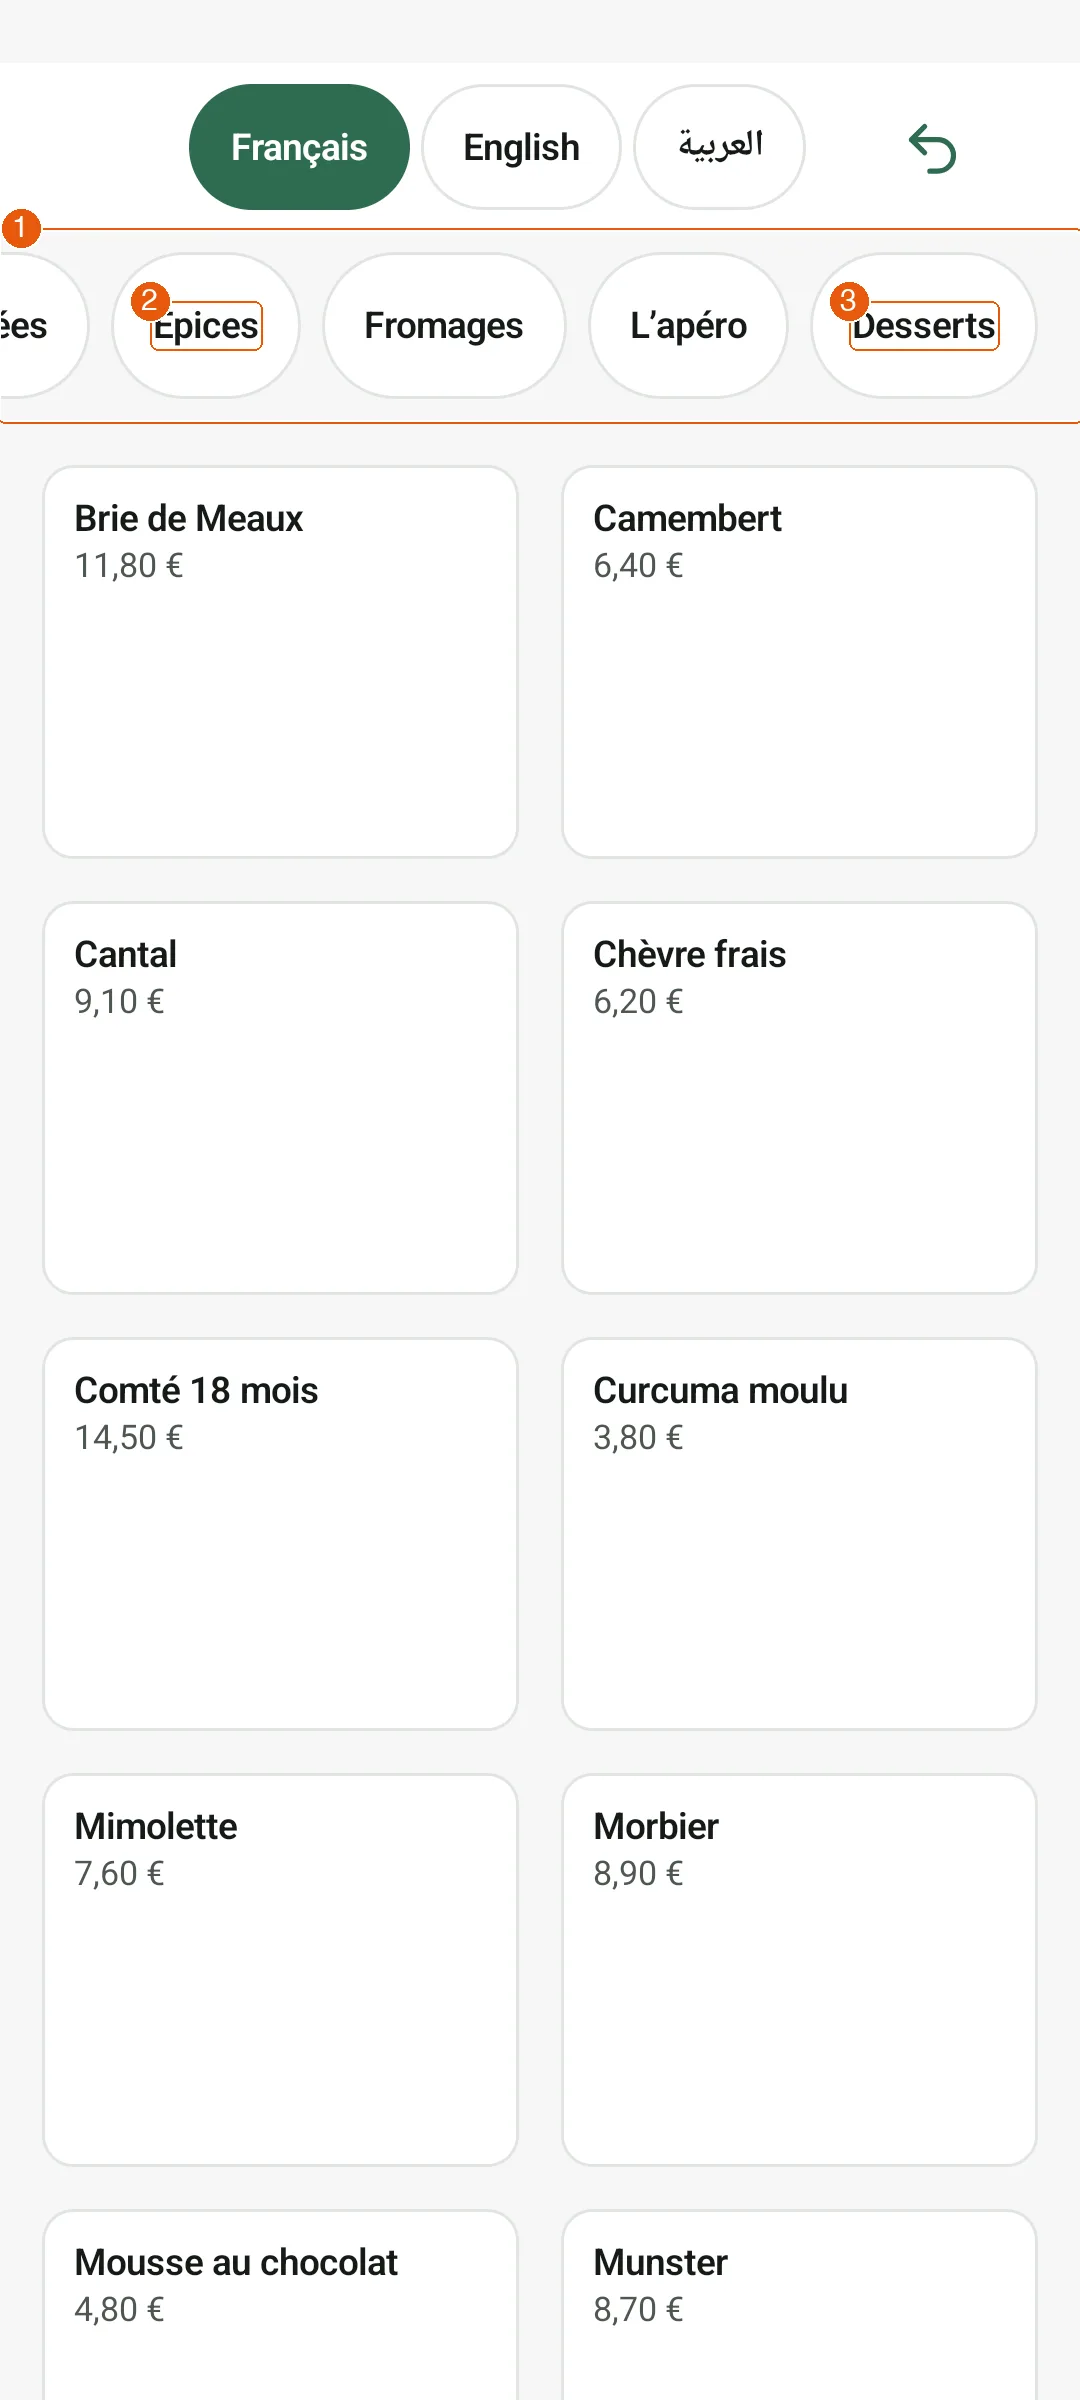 Français English العربية
1
ées 2 Épices Fromages L’apéro 3 Desserts
Brie de Meaux
11,80 €
Camembert
6,40 €
Cantal
9,10 €
Chèvre frais
6,20 €
Comté 18 mois
14,50 €
Curcuma moulu
3,80 €
Mimolette
7,60 €
Morbier
8,90 €
Mousse au chocolat
4,80 €
Munster
8,70 €